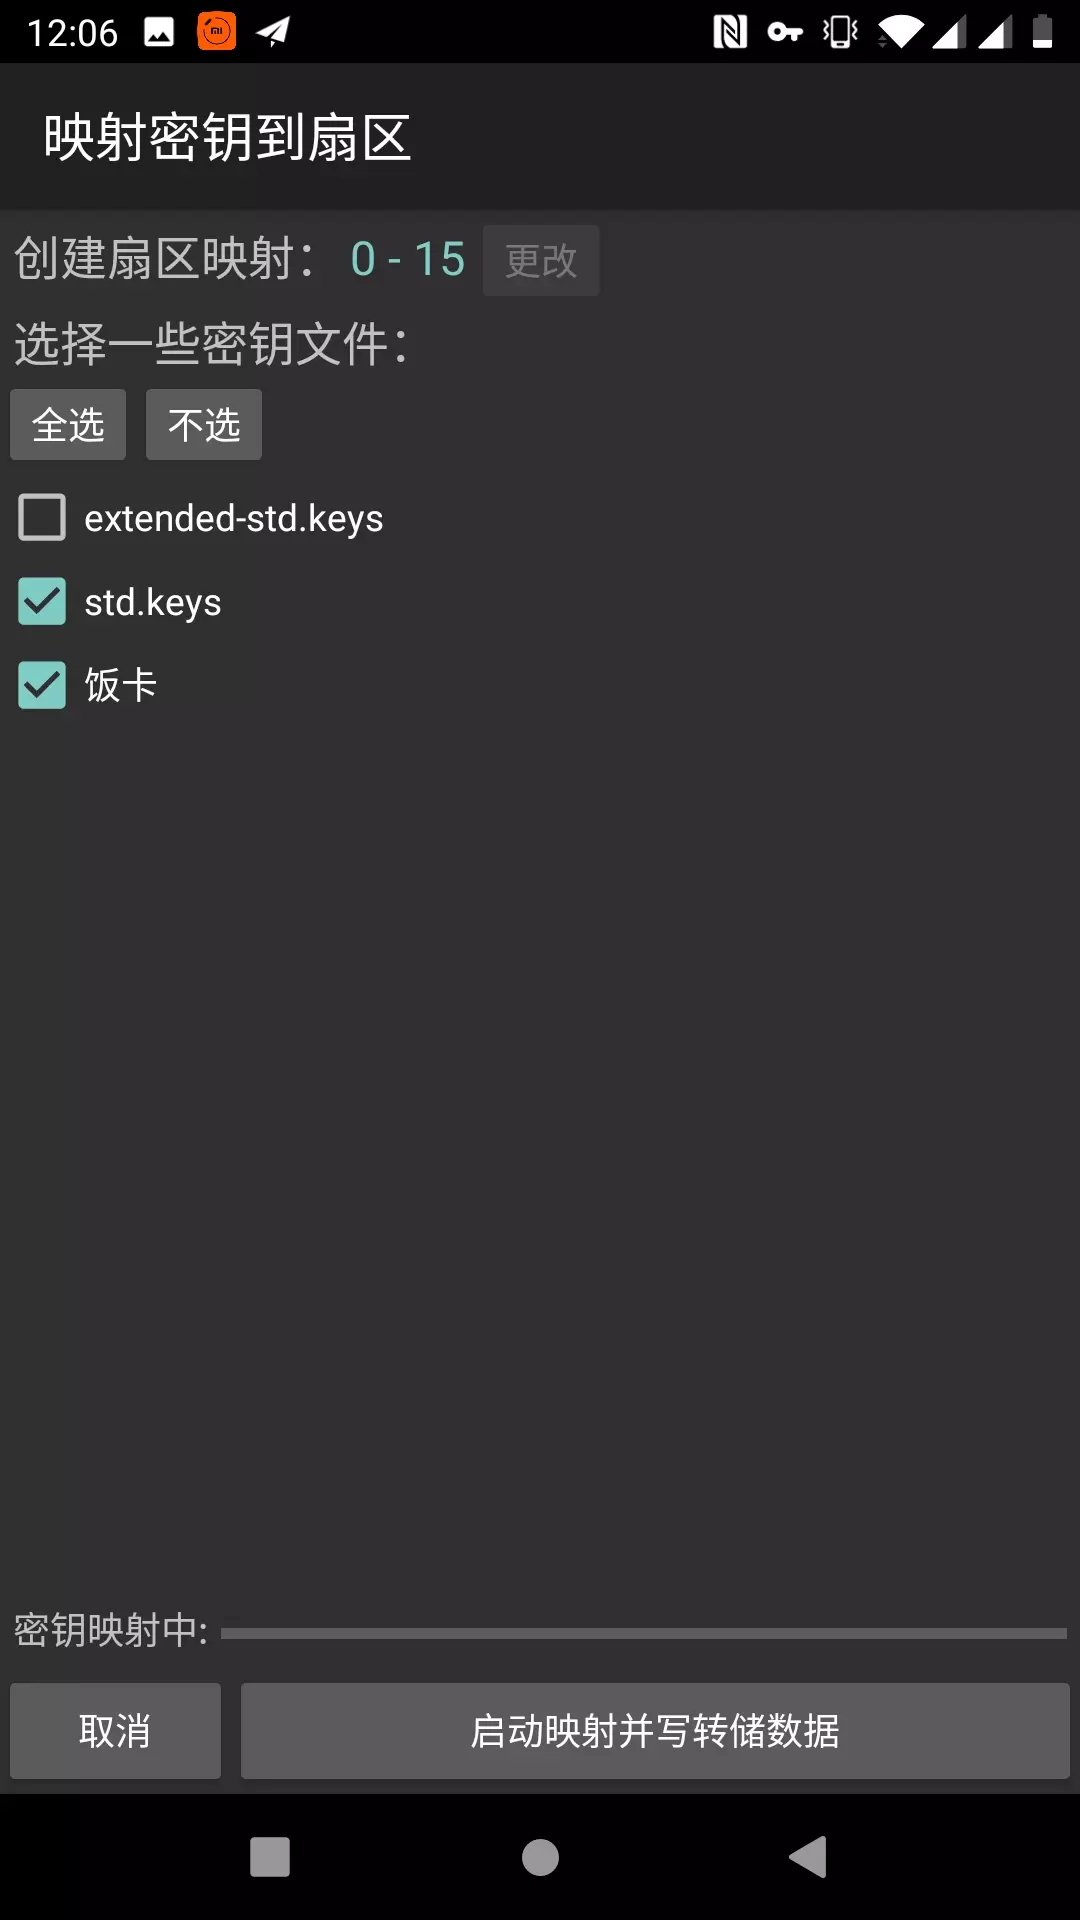 12:06
映射密钥到扇区
创建扇区映射： 0 - 15 更改
选择一些密钥文件：
全选 不选
extended-std.keys
std.keys
饭卡
密钥映射中:
取消 启动映射并写转储数据